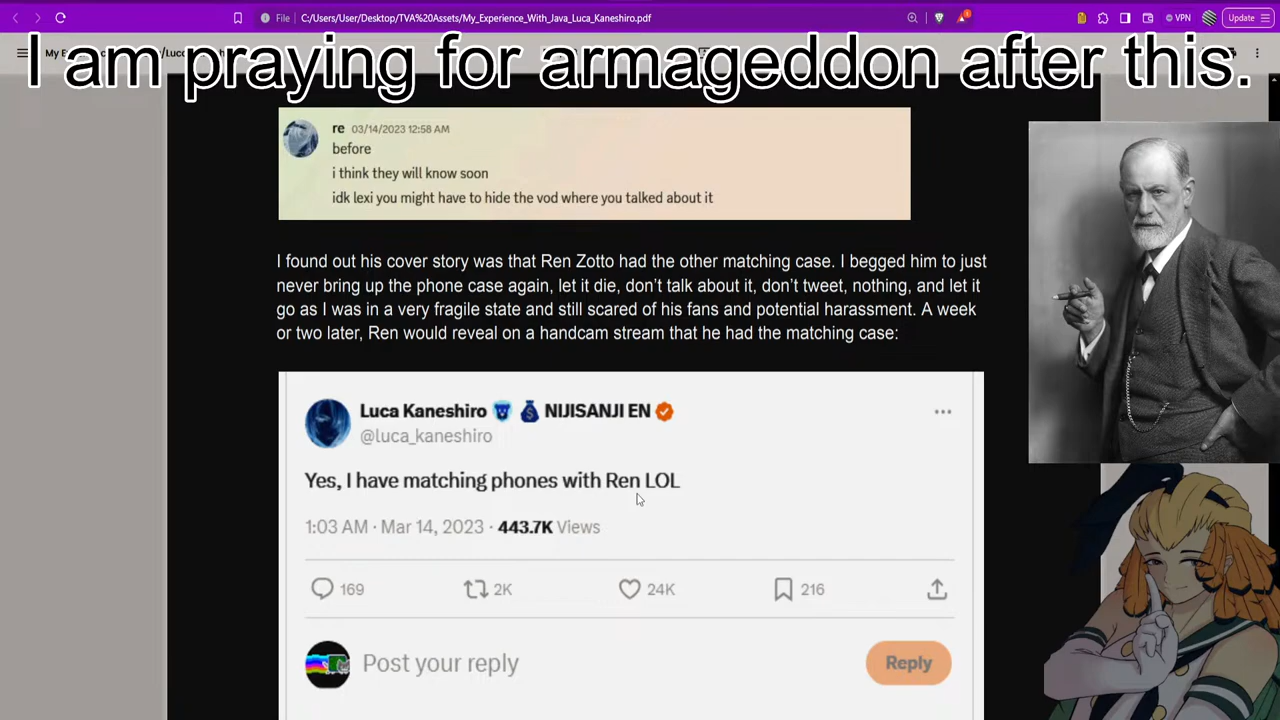 File
C:/Users/User/Desktop/TVA%20Assets/My_Experience_With_Java_Luca_Kaneshiro.pdf
VPN
Update
I am praying for armageddon after this.
re 03/14/2023 12:58 AM
before
i think they will know soon
idk lexi you might have to hide the vod where you talked about it
I found out his cover story was that Ren Zotto had the other matching case. I begged him to just
never bring up the phone case again, let it die, don't talk about it, don't tweet, nothing, and let it
go as I was in a very fragile state and still scared of his fans and potential harassment. A week
or two later, Ren would reveal on a handcam stream that he had the matching case:
Luca Kaneshiro NIJISANJI EN
@luca_kaneshiro
Yes, I have matching phones with Ren LOL
1:03 AM · Mar 14, 2023 · 443.7K Views
169 2K 24K 216
Post your reply
Reply